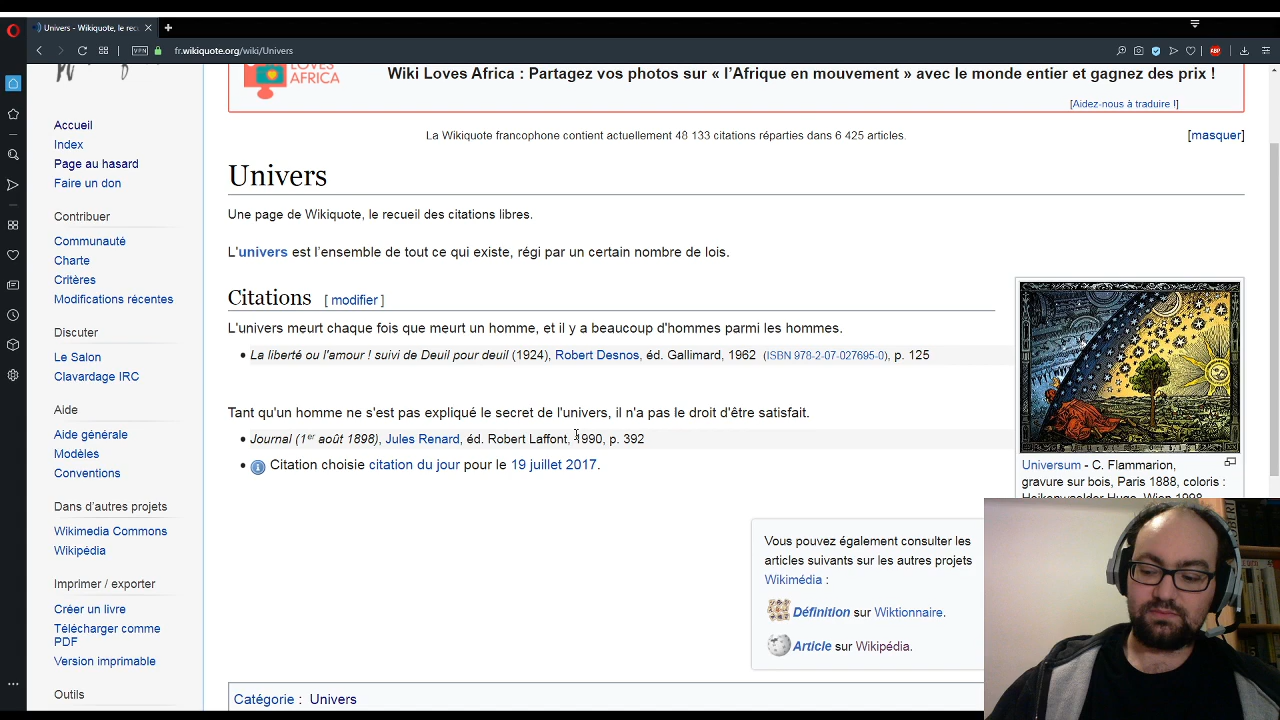 Univers - Wikiquote, le rec
VPN
fr.wikiquote.org/wiki/Univers
ABP
LOVES
AFRICA
Wiki Loves Africa : Partagez vos photos sur « l’Afrique en mouvement » avec le monde entier et gagnez des prix !
[Aidez-nous à traduire !]
La Wikiquote francophone contient actuellement 48 133 citations réparties dans 6 425 articles.
[masquer]
Accueil
Index
Page au hasard
Faire un don
Contribuer
Communauté
Charte
Critères
Modifications récentes
Discuter
Le Salon
Clavardage IRC
Aide
Aide générale
Modèles
Conventions
Dans d’autres projets
Wikimedia Commons
Wikipédia
Imprimer / exporter
Créer un livre
Télécharger comme
PDF
Version imprimable
Outils
Univers
Une page de Wikiquote, le recueil des citations libres.
L'univers est l’ensemble de tout ce qui existe, régi par un certain nombre de lois.
Citations [ modifier ]
L'univers meurt chaque fois que meurt un homme, et il y a beaucoup d'hommes parmi les hommes.
• La liberté ou l'amour ! suivi de Deuil pour deuil (1924), Robert Desnos, éd. Gallimard, 1962 (ISBN 978-2-07-027695-0), p. 125
Tant qu'un homme ne s'est pas expliqué le secret de l'univers, il n'a pas le droit d'être satisfait.
• Journal (1er août 1898), Jules Renard, éd. Robert Laffont, 1990, p. 392
• Citation choisie citation du jour pour le 19 juillet 2017.
Universum - C. Flammarion,
gravure sur bois, Paris 1888, coloris :
Heikenwaelder Hugo, Wien 1998
Vous pouvez également consulter les
articles suivants sur les autres projets
Wikimédia :
Définition sur Wiktionnaire.
Article sur Wikipédia.
Catégorie : Univers